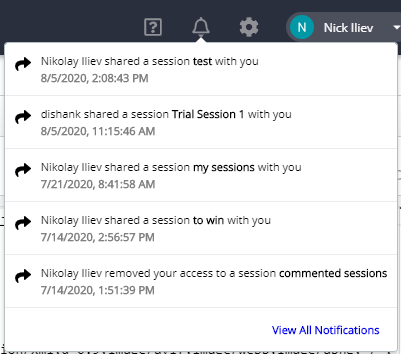 ?
N Nick Iliev
Nikolay Iliev shared a session test with you
8/5/2020, 2:08:43 PM
dishank shared a session Trial Session 1 with you
8/5/2020, 11:15:46 AM
Nikolay Iliev shared a session my sessions with you
7/21/2020, 8:41:58 AM
Nikolay Iliev shared a session to win with you
7/14/2020, 2:56:57 PM
Nikolay Iliev removed your access to a session commented sessions
7/14/2020, 1:51:39 PM
View All Notifications